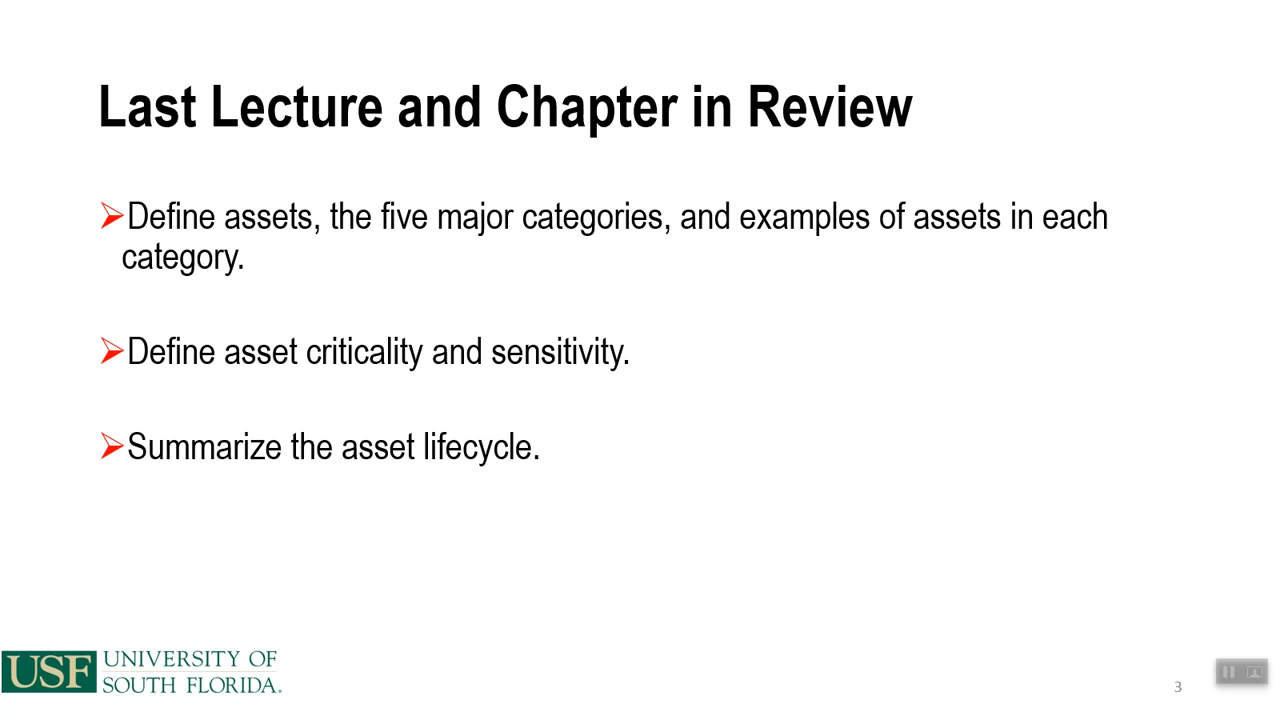 Last Lecture and Chapter in Review
➢Define assets, the five major categories, and examples of assets in each
category.
➢Define asset criticality and sensitivity.
➢Summarize the asset lifecycle.
USF UNIVERSITY OF
SOUTH FLORIDA.
3